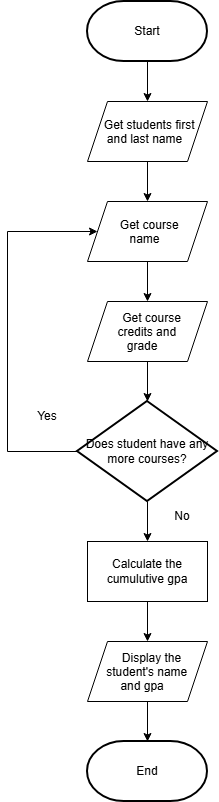 Start
Get students first
and last name
Get course
name
Get course
credits and
grade
Yes
Does student have any
more courses?
No
Calculate the
cumulutive gpa
Display the
student's name
and gpa
End